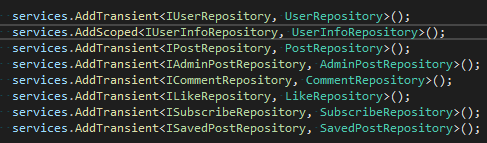 services.AddTransient<IUserRepository, UserRepository>();
services.AddScoped<IUserInfoRepository, UserInfoRepository>();
services.AddTransient<IPostRepository, PostRepository>();
services.AddTransient<IAdminPostRepository, AdminPostRepository>();
services.AddTransient<ICommentRepository, CommentRepository>();
services.AddTransient<ILikeRepository, LikeRepository>();
services.AddTransient<ISubscribeRepository, SubscribeRepository>();
services.AddTransient<ISavedPostRepository, SavedPostRepository>();